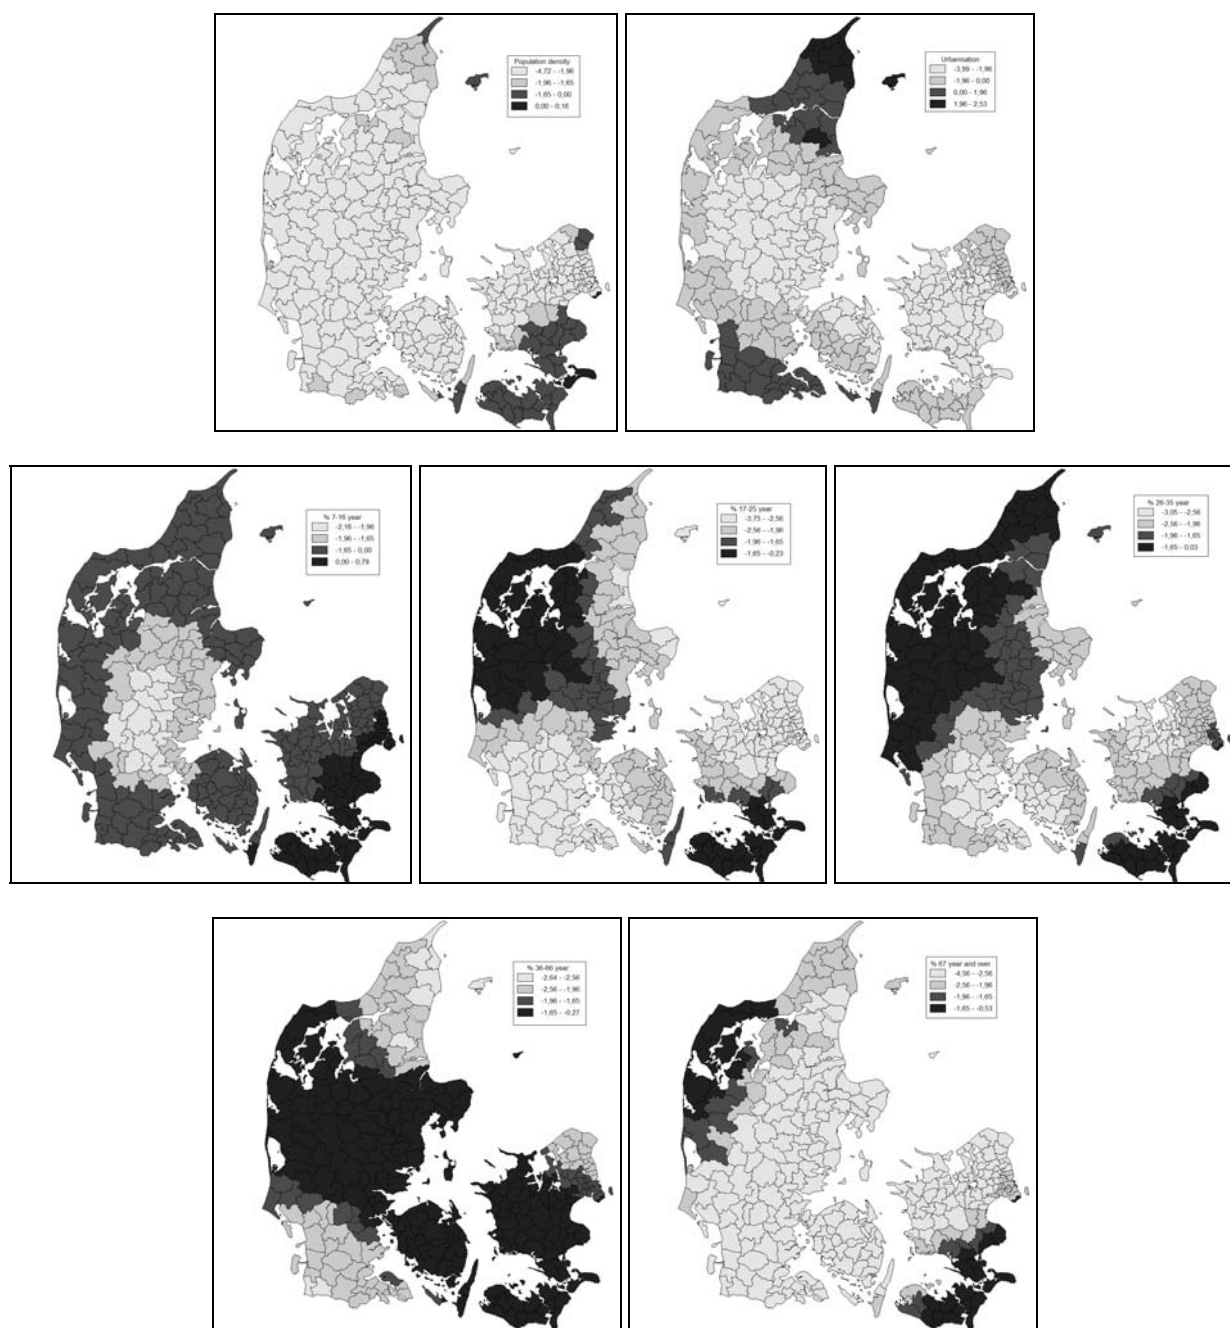 Population density
-4,72 - -1,96
-1,96 - -1,65
-1,65 - 0,00
0,00 - 0,16
Urbanisation
-3,99 - -1,96
-1,96 - 0,00
0,00 - 1,96
1,96 - 2,53
% 7-16 year
-2,16 - -1,96
-1,96 - -1,65
-1,65 - 0,00
0,00 - 0,79
% 17-25 year
-3,75 - -2,56
-2,56 - -1,96
-1,96 - -1,65
-1,65 - -0,23
% 26-35 year
-3,05 - -2,56
-2,56 - -1,96
-1,96 - -1,65
-1,65 - 0,03
% 36-66 year
-2,64 - -2,56
-2,56 - -1,96
-1,96 - -1,65
-1,65 - -0,27
% 67 year and over
-4,56 - -2,56
-2,56 - -1,96
-1,96 - -1,65
-1,65 - -0,53